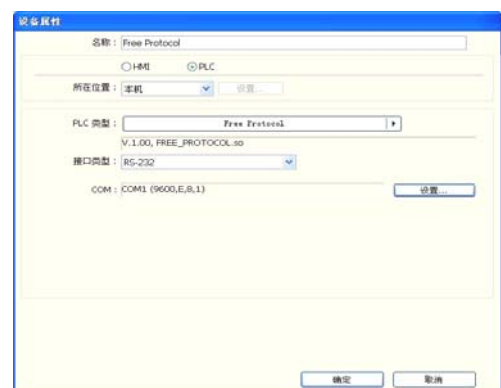 设备属性
名称： Free Protocol
HMI PLC
所在位置： 本机 设置...
PLC 类型： Free Protocol
V.1.00, FREE_PROTOCOL.so
接口类型： RS-232
COM： COM1 (9600,E,8,1) 设置...
确定 取消